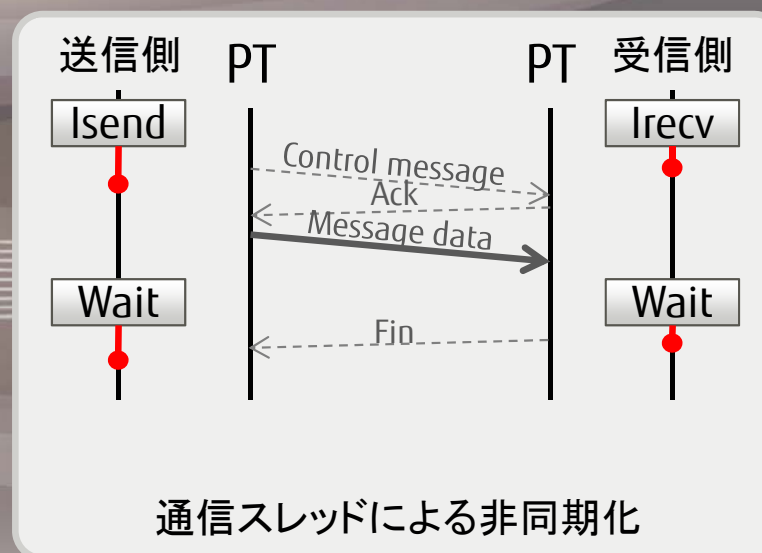 送信側 PT PT 受信側
Isend Irecv
Control message
Ack
Message data
Wait Wait
Fin
通信スレッドによる非同期化